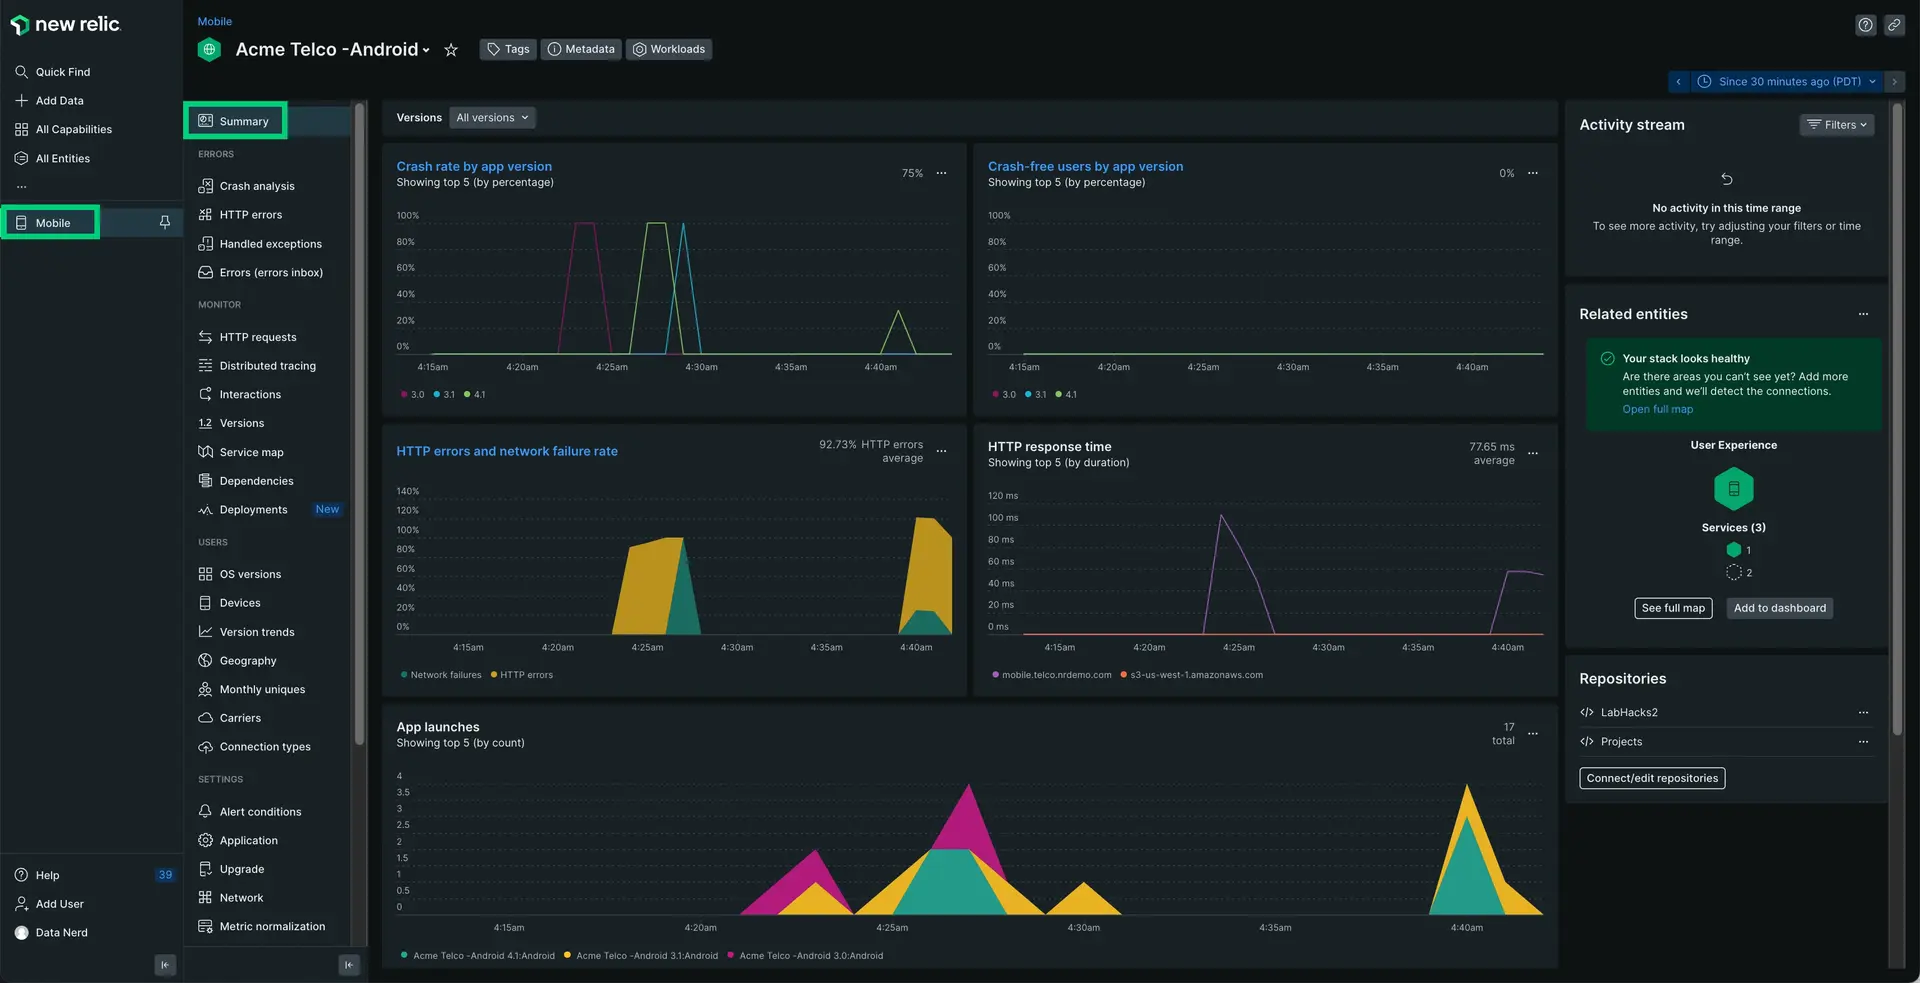 new relic.
Quick Find
Add Data
All Capabilities
All Entities
...
Mobile
Help
39
Add User
Data Nerd
Mobile
Acme Telco -Android
Tags
Metadata
Workloads
Since 30 minutes ago (PDT)
Summary
ERRORS
Crash analysis
HTTP errors
Handled exceptions
Errors (errors inbox)
MONITOR
HTTP requests
Distributed tracing
Interactions
1.2 Versions
Service map
Dependencies
Deployments New
USERS
OS versions
Devices
Version trends
Geography
Monthly uniques
Carriers
Connection types
SETTINGS
Alert conditions
Application
Upgrade
Network
Metric normalization
Versions All versions
Crash rate by app version
Showing top 5 (by percentage)
75%
...
100%
80%
60%
40%
20%
0%
4:15am 4:20am 4:25am 4:30am 4:35am 4:40am
3.0 3.1 4.1
Crash-free users by app version
Showing top 5 (by percentage)
0%
...
100%
80%
60%
40%
20%
0%
4:15am 4:20am 4:25am 4:30am 4:35am 4:40am
3.0 3.1 4.1
HTTP errors and network failure rate
92.73% HTTP errors
average
...
140%
120%
100%
80%
60%
40%
20%
0%
4:15am 4:20am 4:25am 4:30am 4:35am 4:40am
Network failures HTTP errors
HTTP response time
Showing top 5 (by duration)
77.65 ms
average
...
120 ms
100 ms
80 ms
60 ms
40 ms
20 ms
0 ms
4:15am 4:20am 4:25am 4:30am 4:35am 4:40am
mobile.telco.nrdemo.com s3-us-west-1.amazonaws.com
App launches
Showing top 5 (by count)
17
total
...
4
3.5
3
2.5
2
1.5
1
0.5
0
4:15am 4:20am 4:25am 4:30am 4:35am 4:40am
Acme Telco -Android 4.1:Android Acme Telco -Android 3.1:Android Acme Telco -Android 3.0:Android
Activity stream
Filters
No activity in this time range
To see more activity, try adjusting your filters or time
range.
Related entities
...
Your stack looks healthy
Are there areas you can't see yet? Add more
entities and we'll detect the connections.
Open full map
User Experience
Services (3)
1
2
See full map
Add to dashboard
Repositories
</> LabHacks2 ...
</> Projects ...
Connect/edit repositories